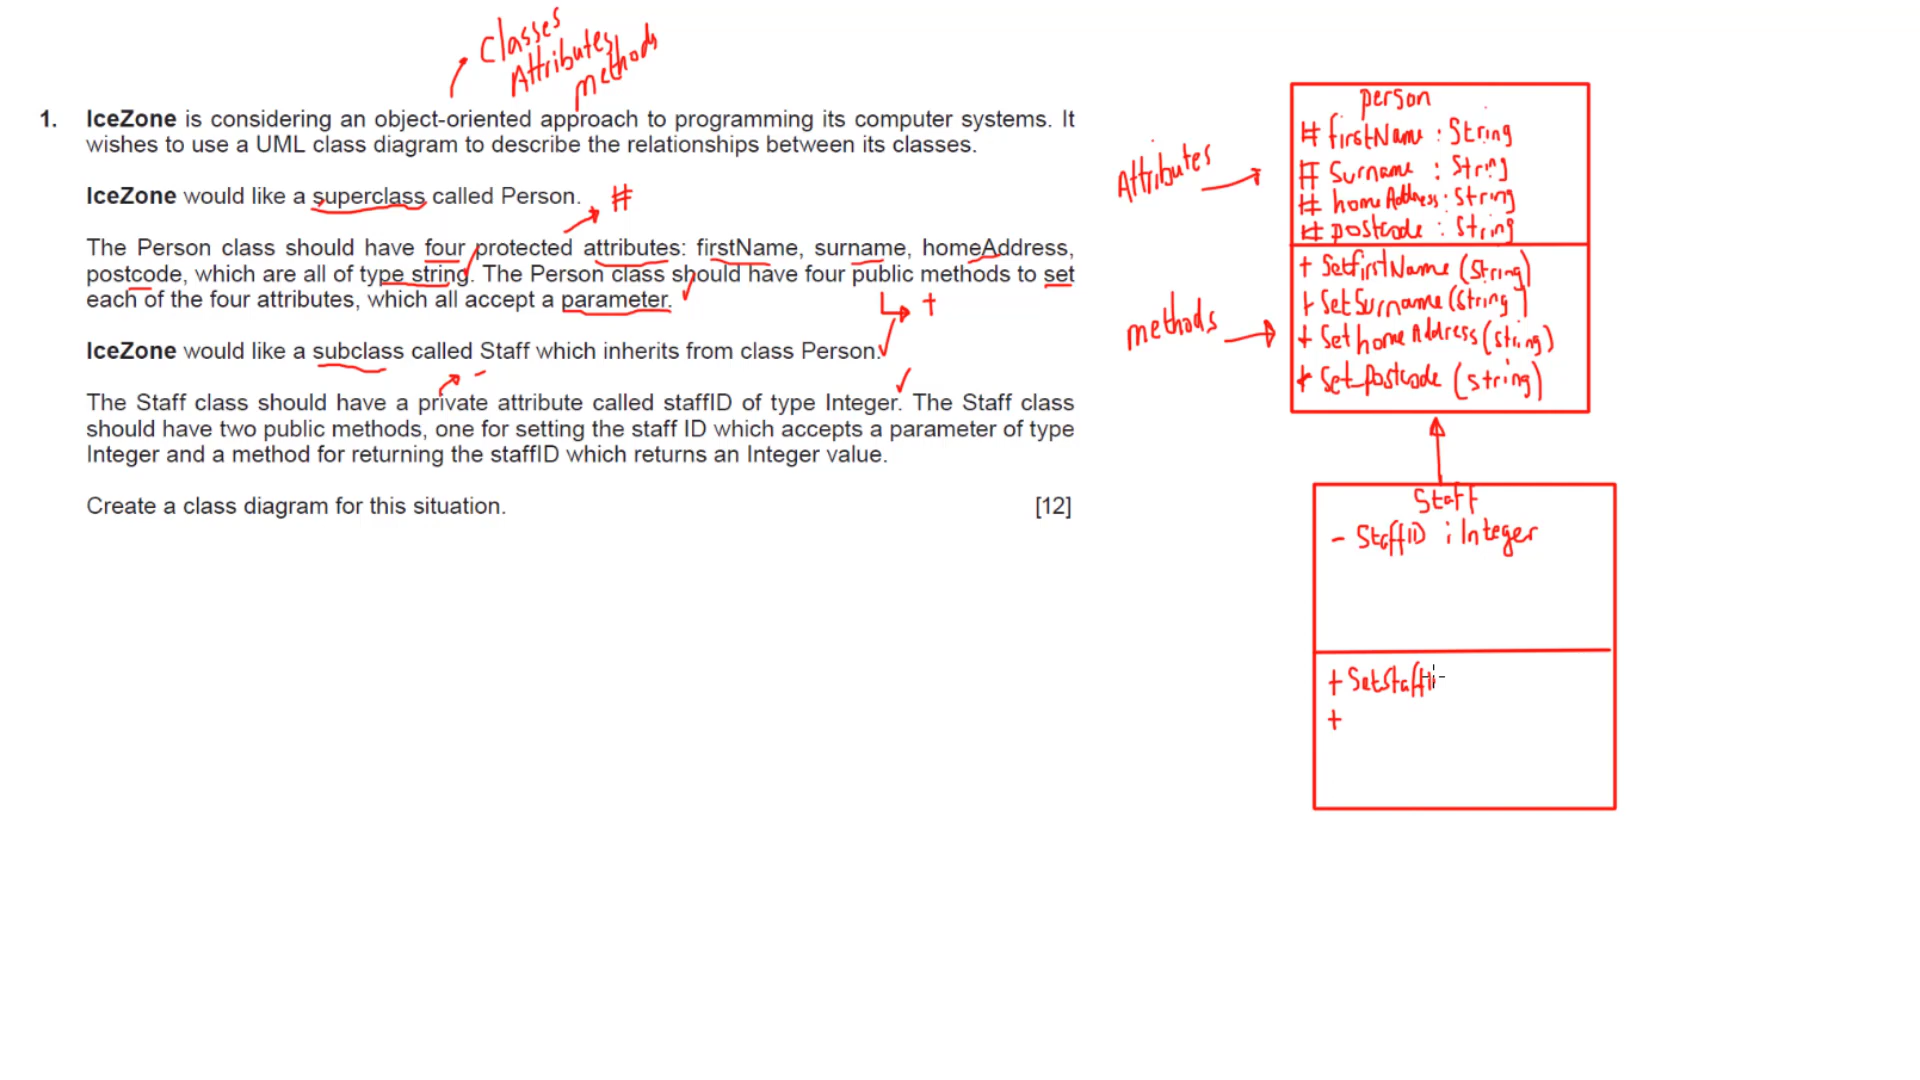 classes
Attributes
methods
1. IceZone is considering an object-oriented approach to programming its computer systems. It
wishes to use a UML class diagram to describe the relationships between its classes.
IceZone would like a superclass called Person.
#
The Person class should have four protected attributes: firstName, surname, homeAddress,
postcode, which are all of type string. The Person class should have four public methods to set
each of the four attributes, which all accept a parameter.
+
IceZone would like a subclass called Staff which inherits from class Person.
-
The Staff class should have a private attribute called staffID of type Integer. The Staff class
should have two public methods, one for setting the staff ID which accepts a parameter of type
Integer and a method for returning the staffID which returns an Integer value.
Create a class diagram for this situation. [12]
Attributes
methods
person
# firstName : String
# Surname : String
# homeAddress : String
# postcode : String
+ SetfirstName (String)
+ SetSurname (String)
+ SethomeAddress (string)
+ Set_postcode (string)
Staff
- StaffID : Integer
+ SetStaffi
+